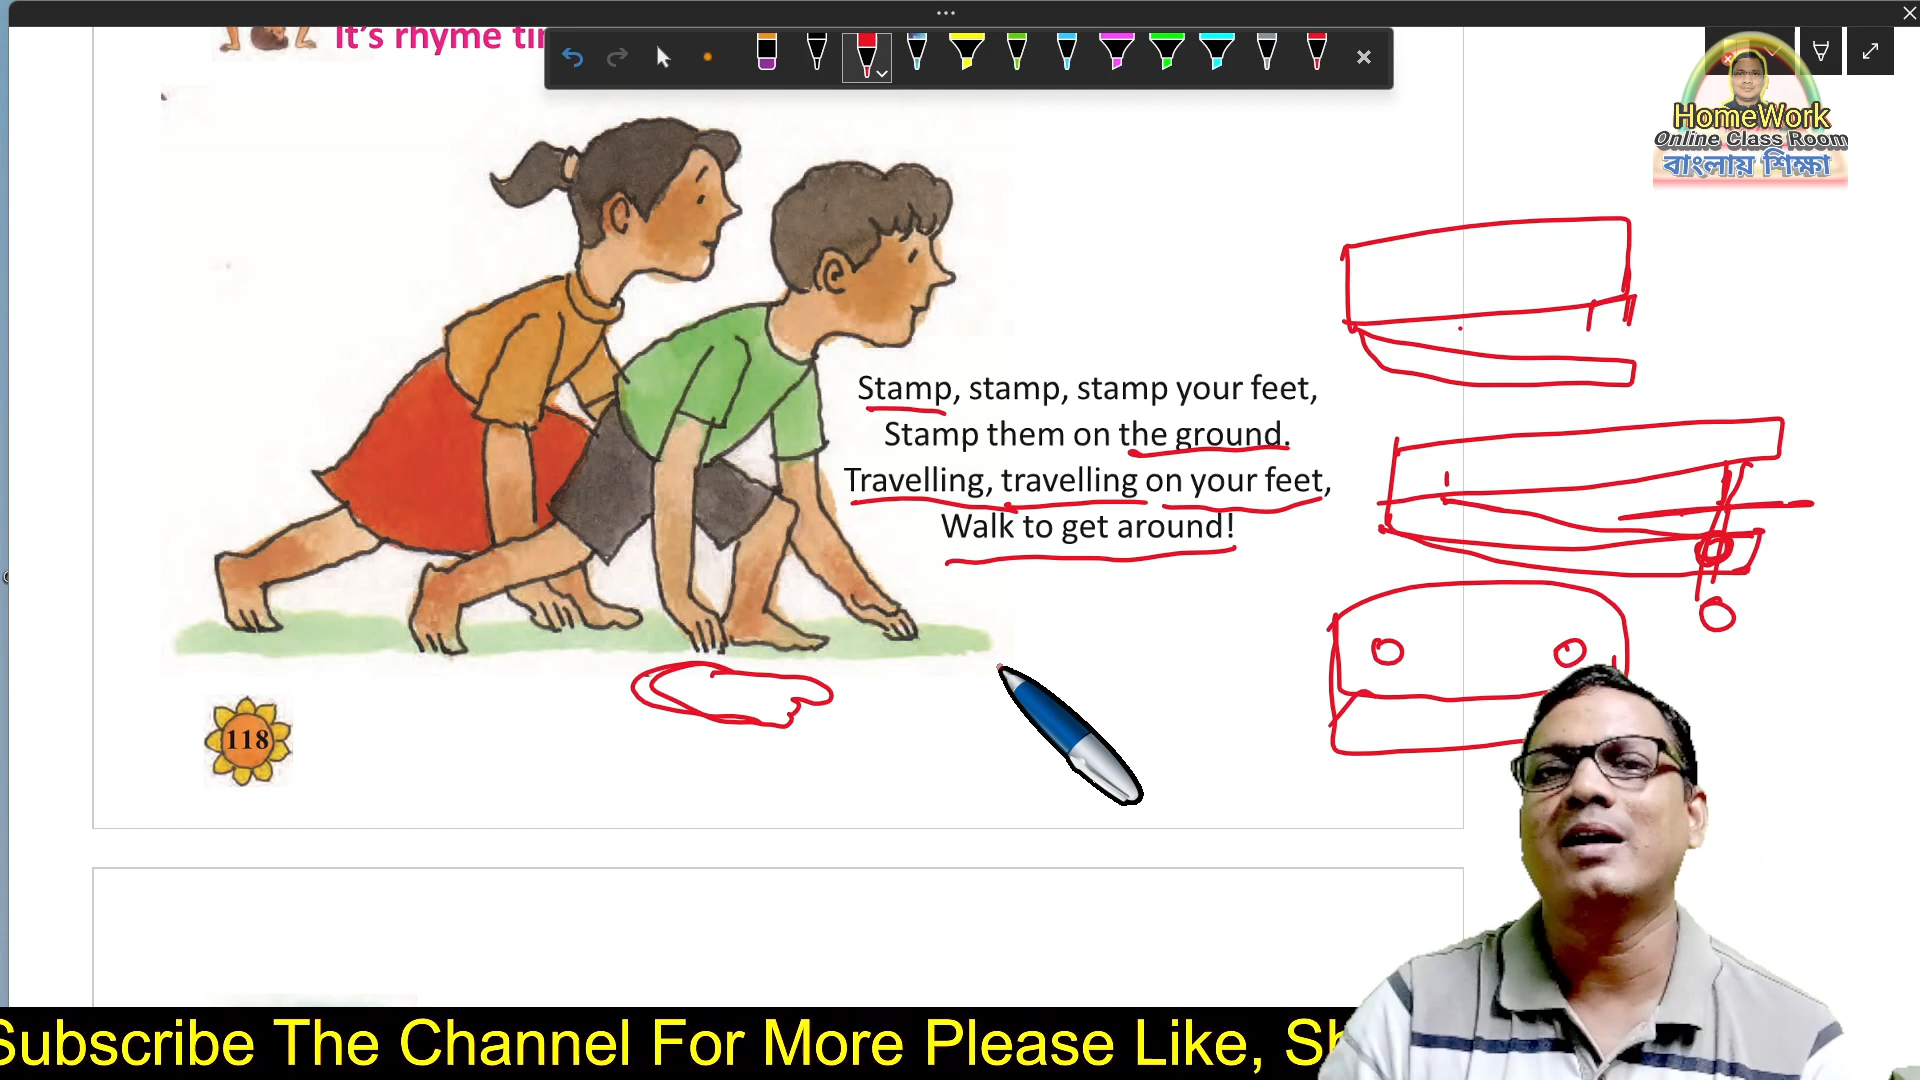 It's rhyme ti
HomeWork
Online Class Room
বাংলায় শিক্ষা
Stamp, stamp, stamp your feet,
Stamp them on the ground.
Travelling, travelling on your feet,
Walk to get around!
118
Subscribe The Channel For More Please Like, Sh